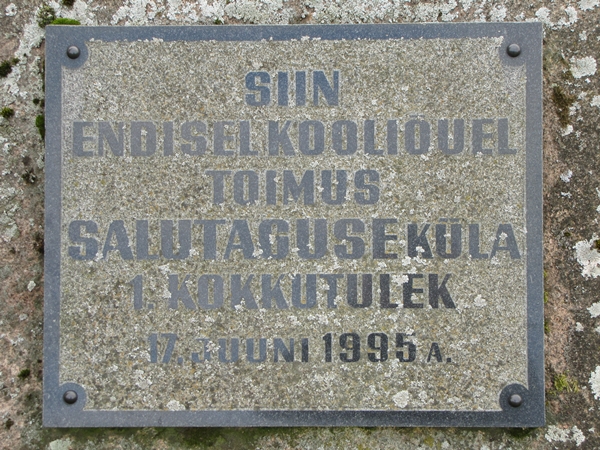 SIIN
ENDISEL KOOLIÕUEL
TOIMUS
SALUTAGUSE KÜLA
1. KOKKUTULEK
17. JUUNI 1995 A.